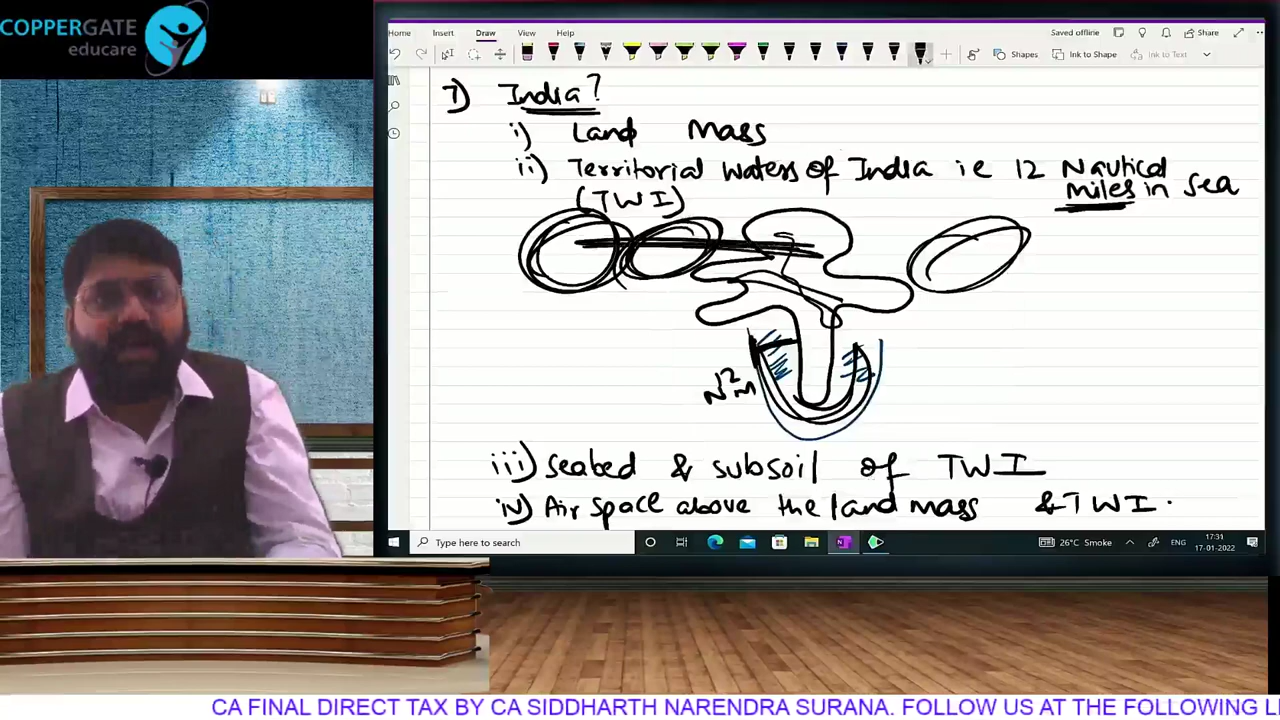 COPPERGATE
educare
Home Insert Draw View Help
Saved offline
Share
Shapes
Ink to Shape
Ink to Text
I) India?
i) Land Mass
ii) Territorial waters of India ie 12 Nautical
miles in Sea
(TWI)
iii) Seabed & subsoil of TWI
iv) Air space above the land mass & TWI.
Type here to search
26°C Smoke
ENG
17:31
17-01-2022
CA FINAL DIRECT TAX BY CA SIDDHARTH NARENDRA SURANA. FOLLOW US AT THE FOLLOWING L